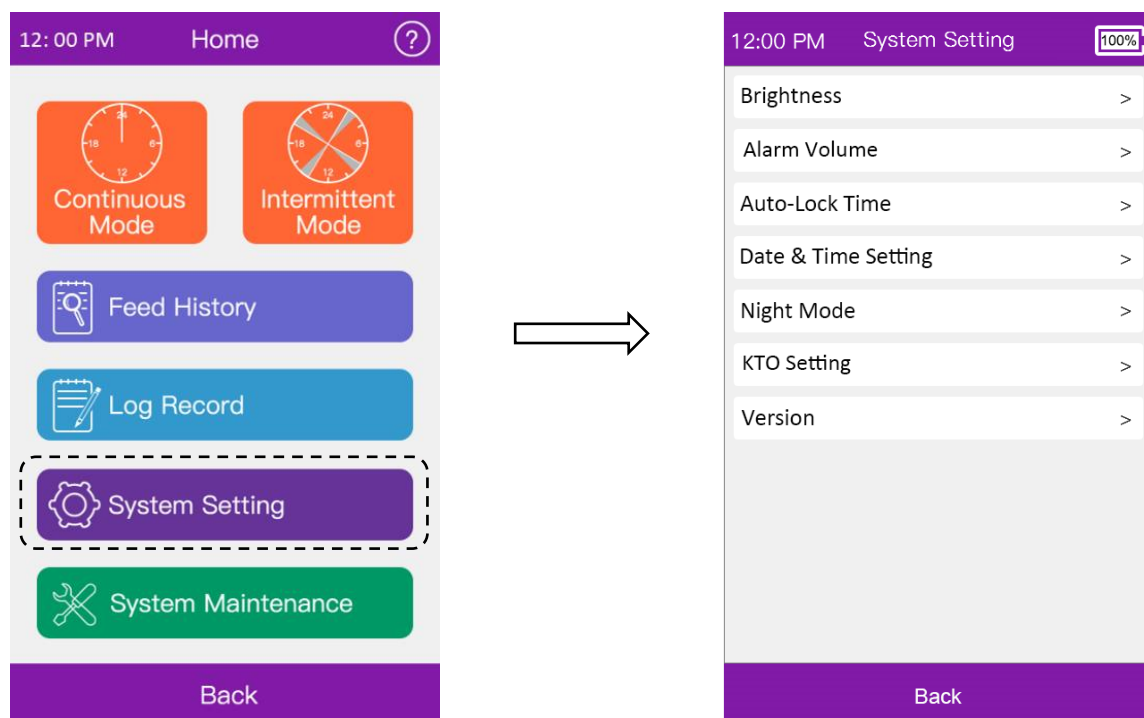 12: 00 PM Home ?
24
18 6
12
Continuous
Mode
24
18 6
12
Intermittent
Mode
Feed History
Log Record
System Setting
System Maintenance
Back
12:00 PM System Setting 100%
Brightness >
Alarm Volume >
Auto-Lock Time >
Date & Time Setting >
Night Mode >
KTO Setting >
Version >
Back